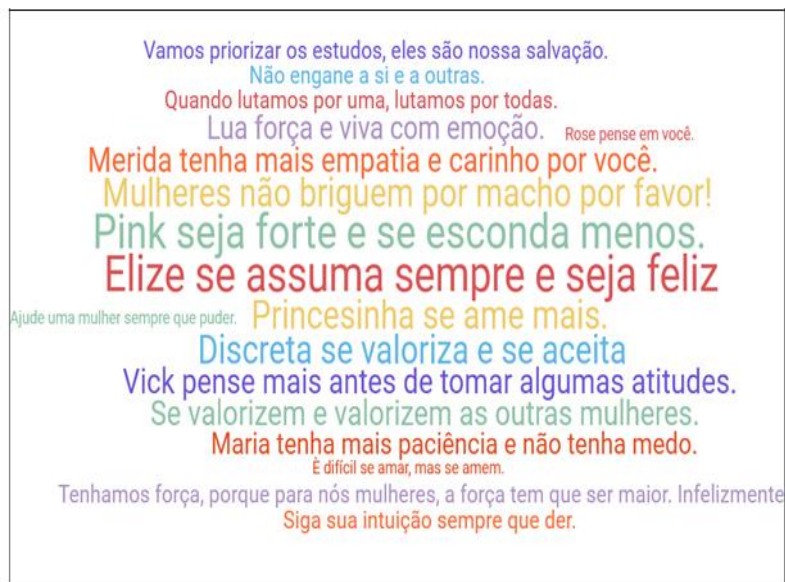 Vamos priorizar os estudos, eles são nossa salvação.
Não engane a si e a outras.
Quando lutamos por uma, lutamos por todas.
Lua força e viva com emoção.
Rose pense em você.
Merida tenha mais empatia e carinho por você.
Mulheres não briguem por macho por favor!
Pink seja forte e se esconda menos.
Elize se assuma sempre e seja feliz
Ajude uma mulher sempre que puder.
Princesinha se ame mais.
Discreta se valoriza e se aceita
Vick pense mais antes de tomar algumas atitudes.
Se valorizem e valorizem as outras mulheres.
Maria tenha mais paciência e não tenha medo.
È difícil se amar, mas se amem.
Tenhamos força, porque para nós mulheres, a força tem que ser maior. Infelizmente
Siga sua intuição sempre que der.